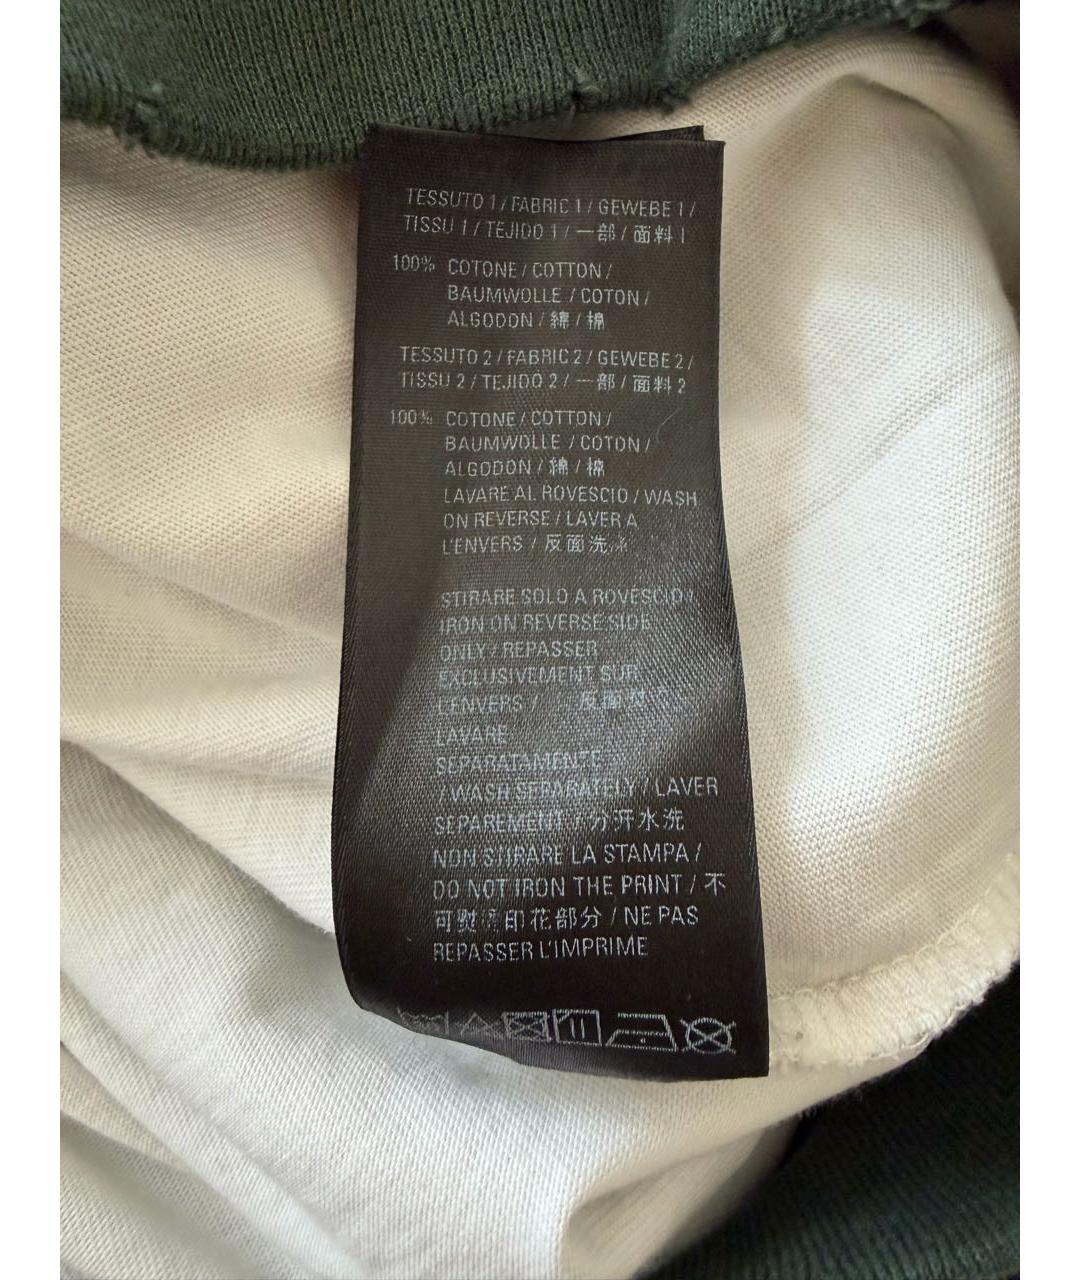 TESSUTO 1 / FABRIC 1 / GEWEBE 1 /
TISSU 1 / TEJIDO 1 / 一部 / 面料 1
100% COTONE / COTTON /
BAUMWOLLE / COTON /
ALGODON / 綿 / 棉
TESSUTO 2 / FABRIC 2 / GEWEBE 2 /
TISSU 2 / TEJIDO 2 / 一部 / 面料 2
100% COTONE / COTTON /
BAUMWOLLE / COTON /
ALGODON / 綿 / 棉
LAVARE AL ROVESCIO / WASH
ON REVERSE / LAVER A
L'ENVERS / 反面洗
STIRARE SOLO A ROVESCIO /
IRON ON REVERSE SIDE
ONLY / REPASSER
EXCLUSIVEMENT SUR
L'ENVERS / 反面
LAVARE
SEPARATAMENTE
/ WASH SEPARATELY / LAVER
SEPAREMENT / 分开水洗
NON STIRARE LA STAMPA /
DO NOT IRON THE PRINT / 不
可熨 印花部分 / NE PAS
REPASSER L'IMPRIME